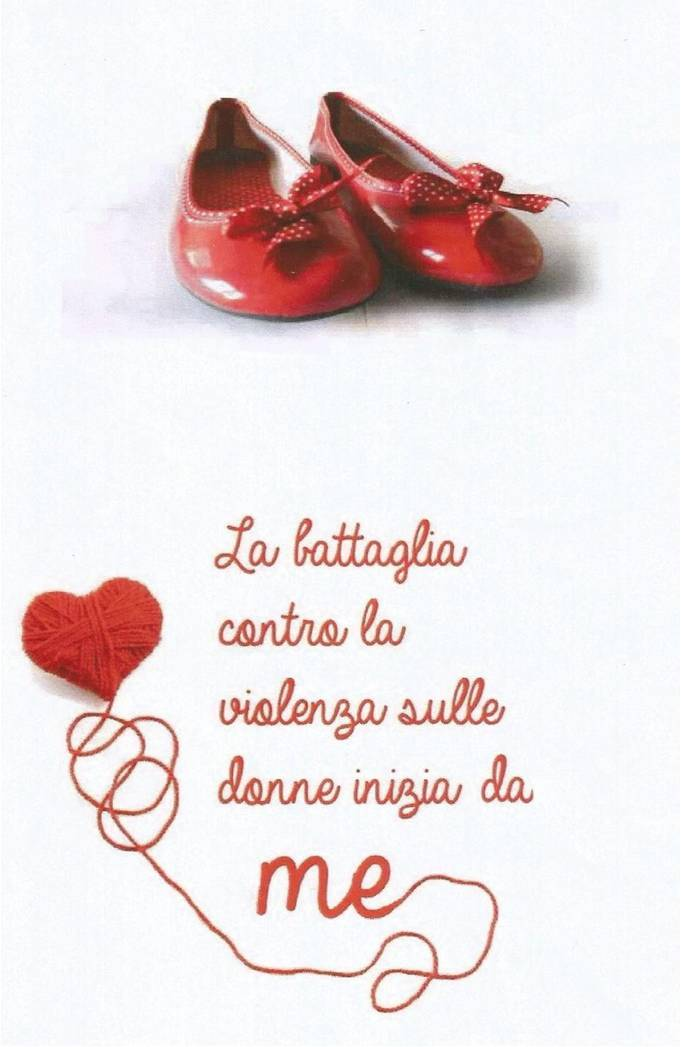 La battaglia
contro la
violenza sulle
donne inizia da
me